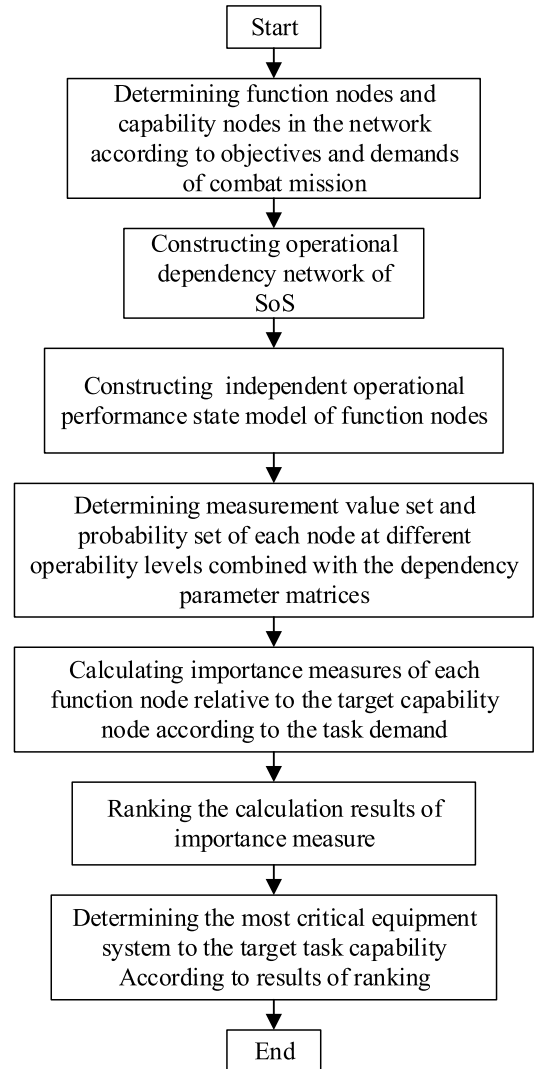 Start
Determining function nodes and
capability nodes in the network
according to objectives and demands
of combat mission
Constructing operational
dependency network of
SoS
Constructing independent operational
performance state model of function nodes
Determining measurement value set and
probability set of each node at different
operability levels combined with the dependency
parameter matrices
Calculating importance measures of each
function node relative to the target capability
node according to the task demand
Ranking the calculation results of
importance measure
Determining the most critical equipment
system to the target task capability
According to results of ranking
End